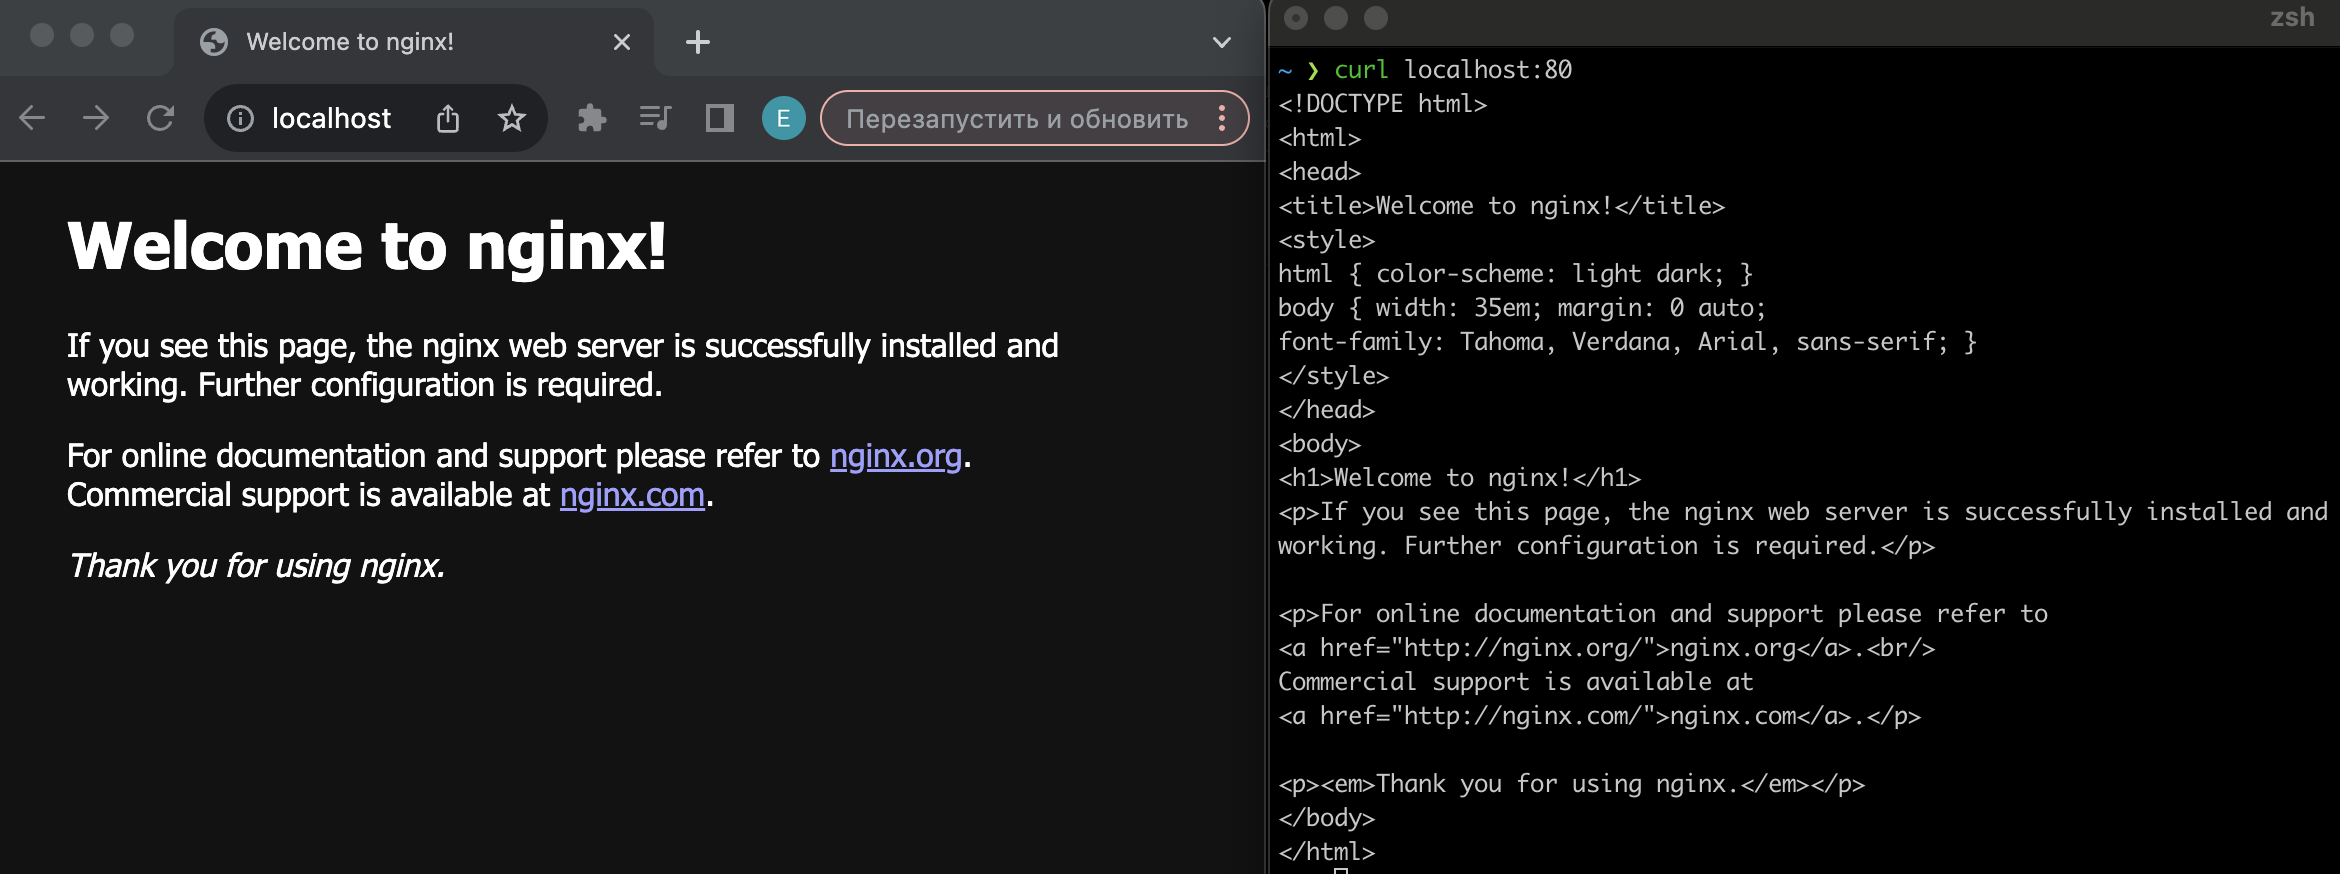 Welcome to nginx!
localhost
E
Перезапустить и обновить
Welcome to nginx!
If you see this page, the nginx web server is successfully installed and
working. Further configuration is required.
For online documentation and support please refer to nginx.org.
Commercial support is available at nginx.com.
Thank you for using nginx.
zsh
~ ❯ curl localhost:80
<!DOCTYPE html>
<html>
<head>
<title>Welcome to nginx!</title>
<style>
html { color-scheme: light dark; }
body { width: 35em; margin: 0 auto;
font-family: Tahoma, Verdana, Arial, sans-serif; }
</style>
</head>
<body>
<h1>Welcome to nginx!</h1>
<p>If you see this page, the nginx web server is successfully installed and
working. Further configuration is required.</p>
<p>For online documentation and support please refer to
<a href="http://nginx.org/">nginx.org</a>.<br/>
Commercial support is available at
<a href="http://nginx.com/">nginx.com</a>.</p>
<p><em>Thank you for using nginx.</em></p>
</body>
</html>